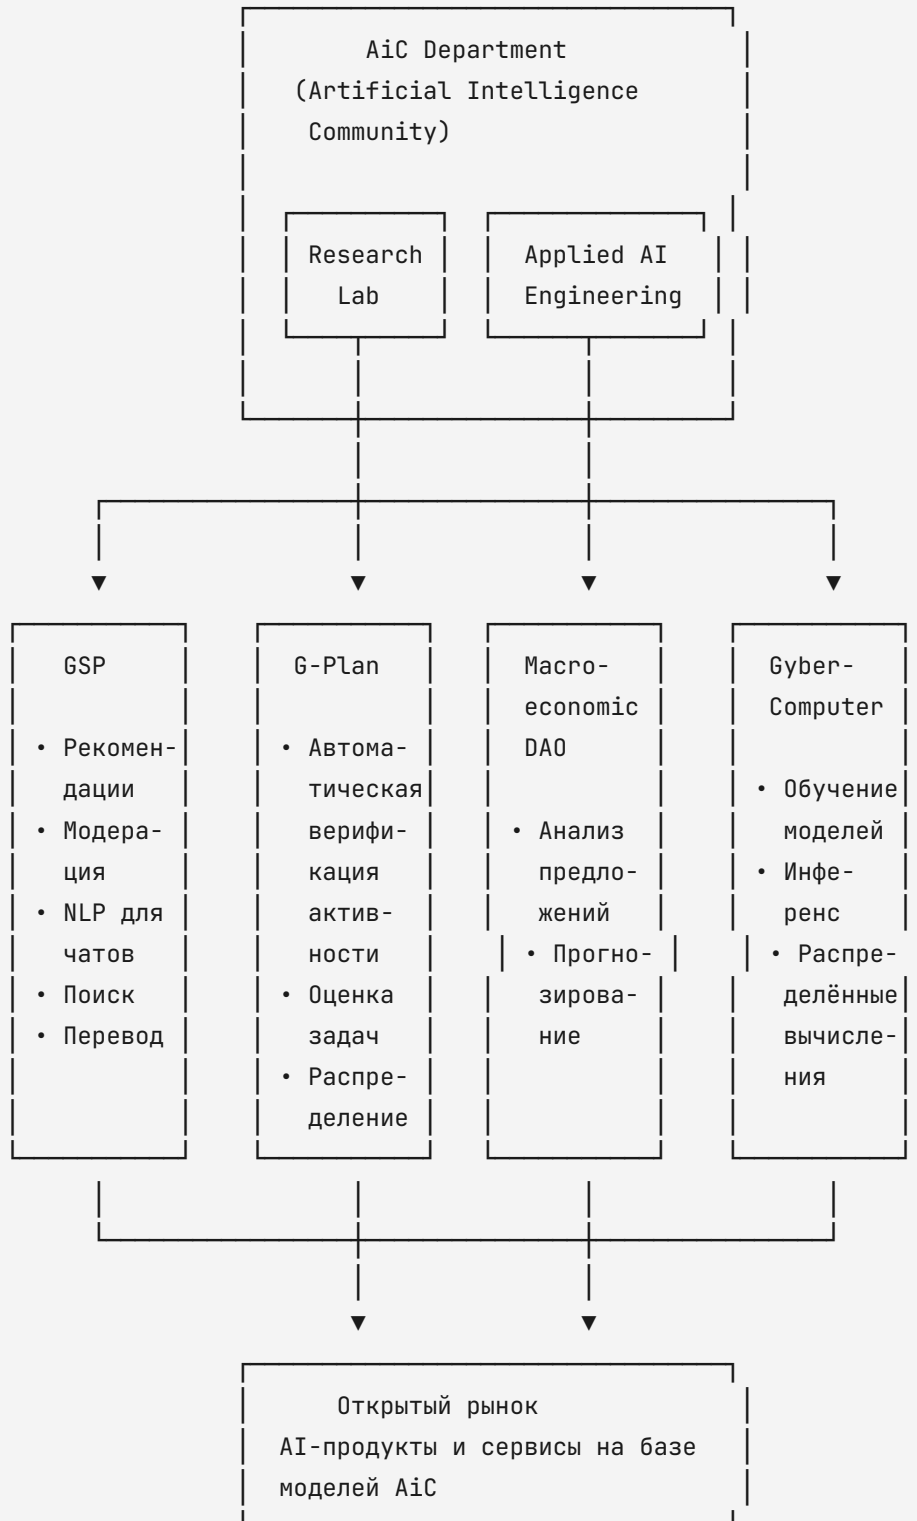 AiC Department
(Artificial Intelligence
Community)
Research
Lab
Applied AI
Engineering
GSP
• Рекомен-
дации
• Модера-
ция
• NLP для
чатов
• Поиск
• Перевод
G-Plan
• Автома-
тическая
верифи-
кация
актив-
ности
• Оценка
задач
• Распре-
деление
Macro-
economic
DAO
• Анализ
предло-
жений
• Прогно-
зирова-
ние
Gyber-
Computer
• Обучение
моделей
• Инфе-
ренс
• Распре-
делённые
вычисле-
ния
Открытый рынок
AI-продукты и сервисы на базе
моделей AiC